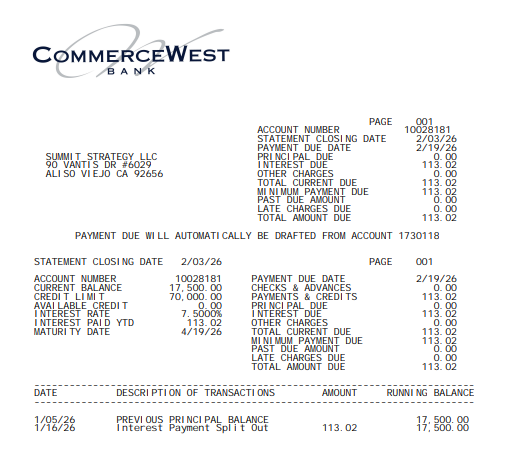 COMMERCEWEST
BANK
PAGE 001
ACCOUNT NUMBER 10028181
STATEMENT CLOSING DATE 2/03/26
PAYMENT DUE DATE 2/19/26
SUMMIT STRATEGY LLC PRINCIPAL DUE 0.00
90 VANTIS DR #6029 INTEREST DUE 113.02
ALISO VIEJO CA 92656 OTHER CHARGES 0.00
TOTAL CURRENT DUE 113.02
MINIMUM PAYMENT DUE 113.02
PAST DUE AMOUNT 0.00
LATE CHARGES DUE 0.00
TOTAL AMOUNT DUE 113.02
PAYMENT DUE WILL AUTOMATICALLY BE DRAFTED FROM ACCOUNT 1730118
STATEMENT CLOSING DATE 2/03/26 PAGE 001
ACCOUNT NUMBER 10028181 PAYMENT DUE DATE 2/19/26
CURRENT BALANCE 17,500.00 CHECKS & ADVANCES 0.00
CREDIT LIMIT 70,000.00 PAYMENTS & CREDITS 113.02
AVAILABLE CREDIT 0.00 PRINCIPAL DUE 0.00
INTEREST RATE 7.5000% INTEREST DUE 113.02
INTEREST PAID YTD 113.02 OTHER CHARGES 0.00
MATURITY DATE 4/19/26 TOTAL CURRENT DUE 113.02
MINIMUM PAYMENT DUE 113.02
PAST DUE AMOUNT 0.00
LATE CHARGES DUE 0.00
TOTAL AMOUNT DUE 113.02
DATE DESCRIPTION OF TRANSACTIONS AMOUNT RUNNING BALANCE
1/05/26 PREVIOUS PRINCIPAL BALANCE 17,500.00
1/16/26 Interest Payment Split Out 113.02 17,500.00